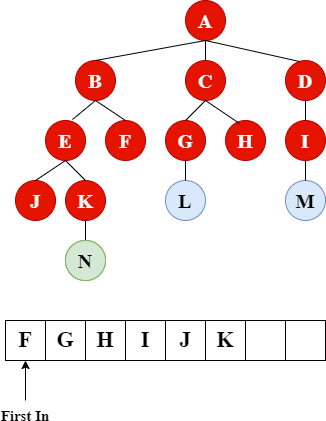 A
B C D
E F G H I
J K L M
N
F G H I J K
First In